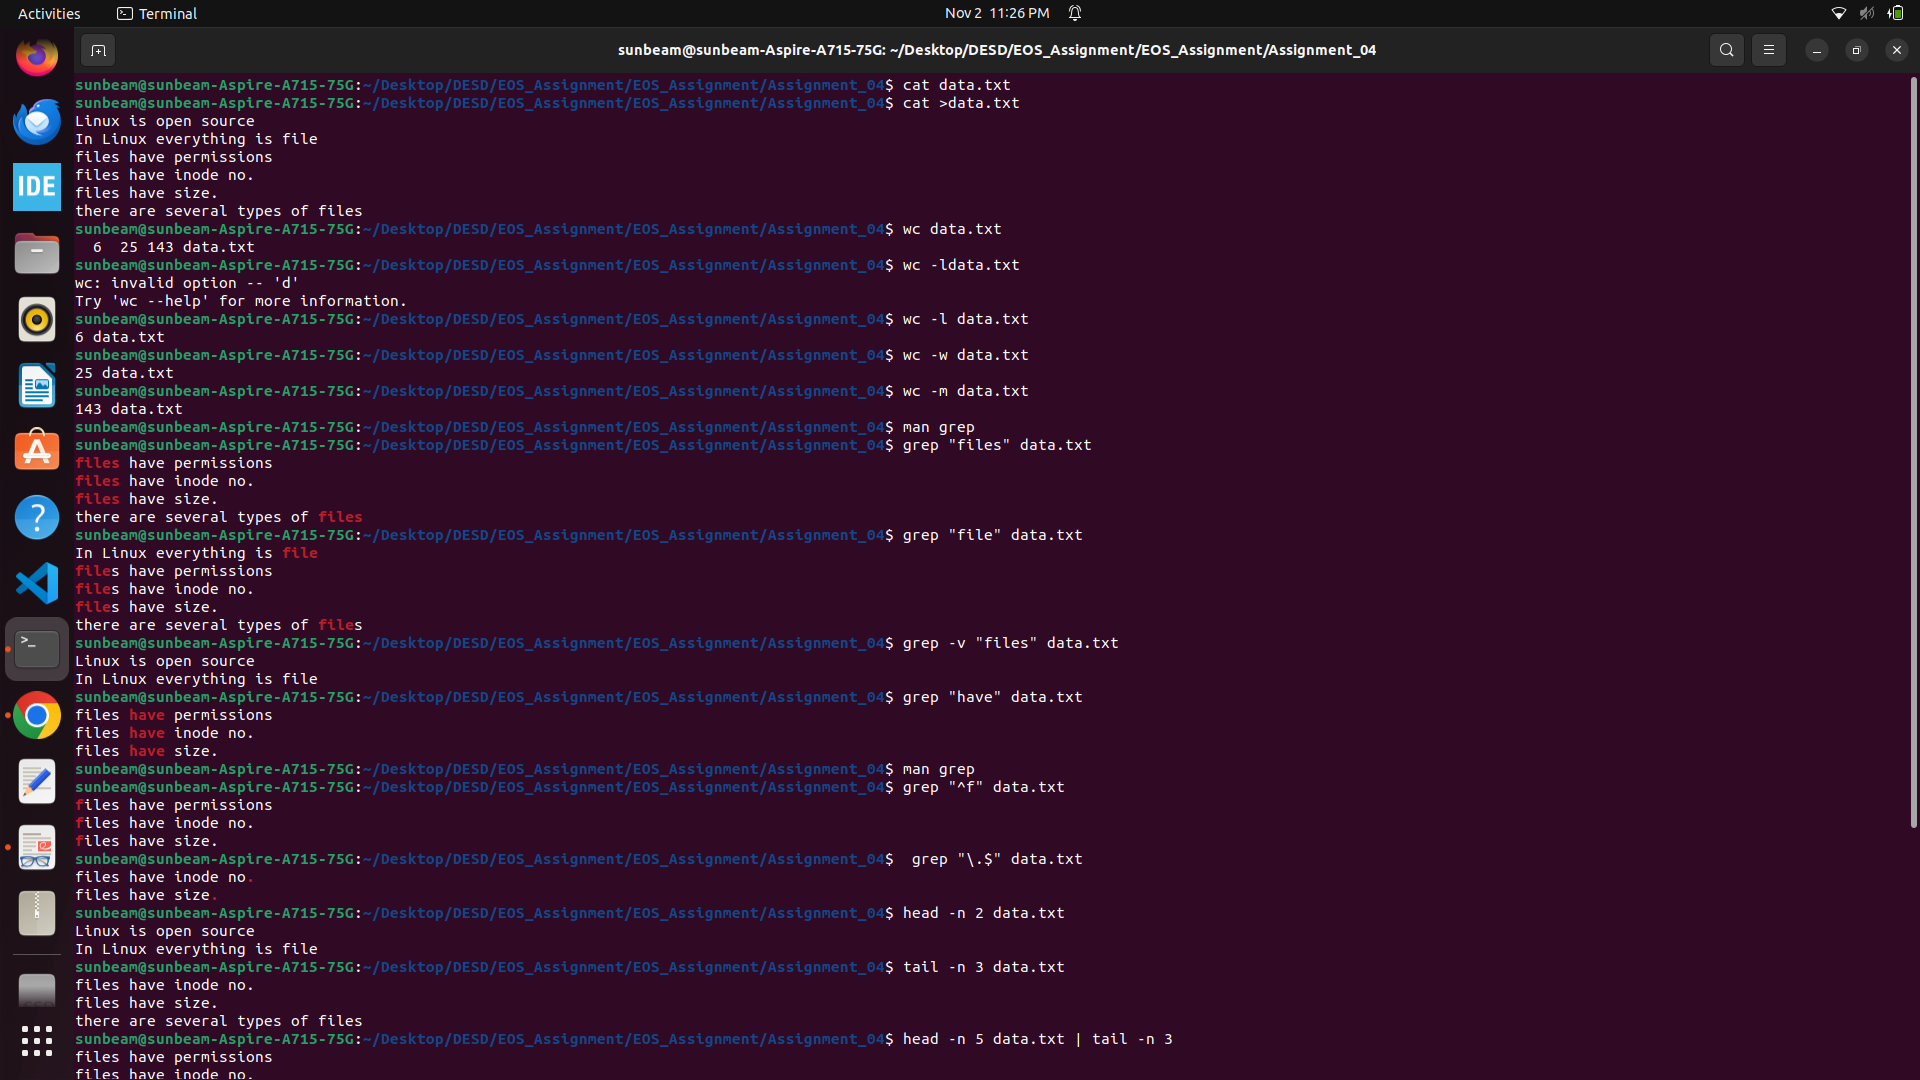 Activities
Terminal
Nov 2 11:26 PM
sunbeam@sunbeam-Aspire-A715-75G: ~/Desktop/DESD/EOS_Assignment/EOS_Assignment/Assignment_04
IDE
sunbeam@sunbeam-Aspire-A715-75G:~/Desktop/DESD/EOS_Assignment/EOS_Assignment/Assignment_04$ cat data.txt
sunbeam@sunbeam-Aspire-A715-75G:~/Desktop/DESD/EOS_Assignment/EOS_Assignment/Assignment_04$ cat >data.txt
Linux is open source
In Linux everything is file
files have permissions
files have inode no.
files have size.
there are several types of files
sunbeam@sunbeam-Aspire-A715-75G:~/Desktop/DESD/EOS_Assignment/EOS_Assignment/Assignment_04$ wc data.txt
  6  25 143 data.txt
sunbeam@sunbeam-Aspire-A715-75G:~/Desktop/DESD/EOS_Assignment/EOS_Assignment/Assignment_04$ wc -ldata.txt
wc: invalid option -- 'd'
Try 'wc --help' for more information.
sunbeam@sunbeam-Aspire-A715-75G:~/Desktop/DESD/EOS_Assignment/EOS_Assignment/Assignment_04$ wc -l data.txt
6 data.txt
sunbeam@sunbeam-Aspire-A715-75G:~/Desktop/DESD/EOS_Assignment/EOS_Assignment/Assignment_04$ wc -w data.txt
25 data.txt
sunbeam@sunbeam-Aspire-A715-75G:~/Desktop/DESD/EOS_Assignment/EOS_Assignment/Assignment_04$ wc -m data.txt
143 data.txt
sunbeam@sunbeam-Aspire-A715-75G:~/Desktop/DESD/EOS_Assignment/EOS_Assignment/Assignment_04$ man grep
sunbeam@sunbeam-Aspire-A715-75G:~/Desktop/DESD/EOS_Assignment/EOS_Assignment/Assignment_04$ grep "files" data.txt
files have permissions
files have inode no.
files have size.
there are several types of files
sunbeam@sunbeam-Aspire-A715-75G:~/Desktop/DESD/EOS_Assignment/EOS_Assignment/Assignment_04$ grep "file" data.txt
In Linux everything is file
files have permissions
files have inode no.
files have size.
there are several types of files
sunbeam@sunbeam-Aspire-A715-75G:~/Desktop/DESD/EOS_Assignment/EOS_Assignment/Assignment_04$ grep -v "files" data.txt
Linux is open source
In Linux everything is file
sunbeam@sunbeam-Aspire-A715-75G:~/Desktop/DESD/EOS_Assignment/EOS_Assignment/Assignment_04$ grep "have" data.txt
files have permissions
files have inode no.
files have size.
sunbeam@sunbeam-Aspire-A715-75G:~/Desktop/DESD/EOS_Assignment/EOS_Assignment/Assignment_04$ man grep
sunbeam@sunbeam-Aspire-A715-75G:~/Desktop/DESD/EOS_Assignment/EOS_Assignment/Assignment_04$ grep "^f" data.txt
files have permissions
files have inode no.
files have size.
sunbeam@sunbeam-Aspire-A715-75G:~/Desktop/DESD/EOS_Assignment/EOS_Assignment/Assignment_04$  grep "\.$" data.txt
files have inode no.
files have size.
sunbeam@sunbeam-Aspire-A715-75G:~/Desktop/DESD/EOS_Assignment/EOS_Assignment/Assignment_04$ head -n 2 data.txt
Linux is open source
In Linux everything is file
sunbeam@sunbeam-Aspire-A715-75G:~/Desktop/DESD/EOS_Assignment/EOS_Assignment/Assignment_04$ tail -n 3 data.txt
files have inode no.
files have size.
there are several types of files
sunbeam@sunbeam-Aspire-A715-75G:~/Desktop/DESD/EOS_Assignment/EOS_Assignment/Assignment_04$ head -n 5 data.txt | tail -n 3
files have permissions
files have inode no.